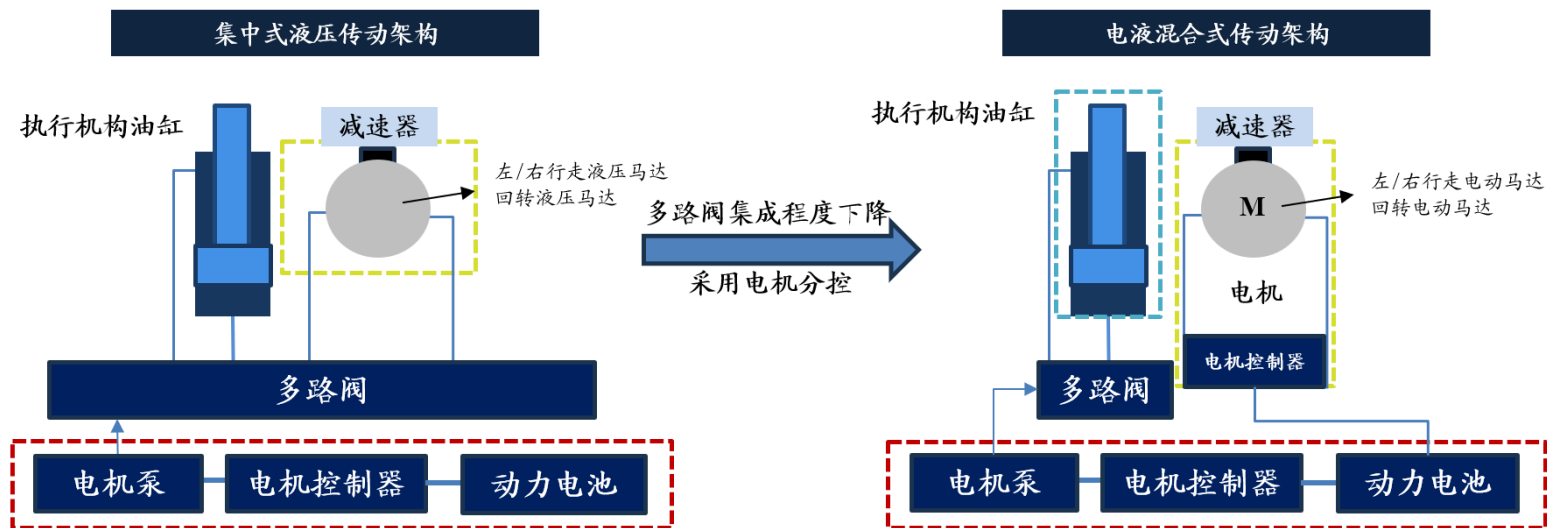 集中式液压传动架构
执行机构油缸
减速器
左/右行走液压马达
回转液压马达
多路阀
电机泵
电机控制器
动力电池
多路阀集成程度下降
采用电机分控
电液混合式传动架构
执行机构油缸
减速器
M
左/右行走电动马达
回转电动马达
电机
电机控制器
多路阀
电机泵
电机控制器
动力电池